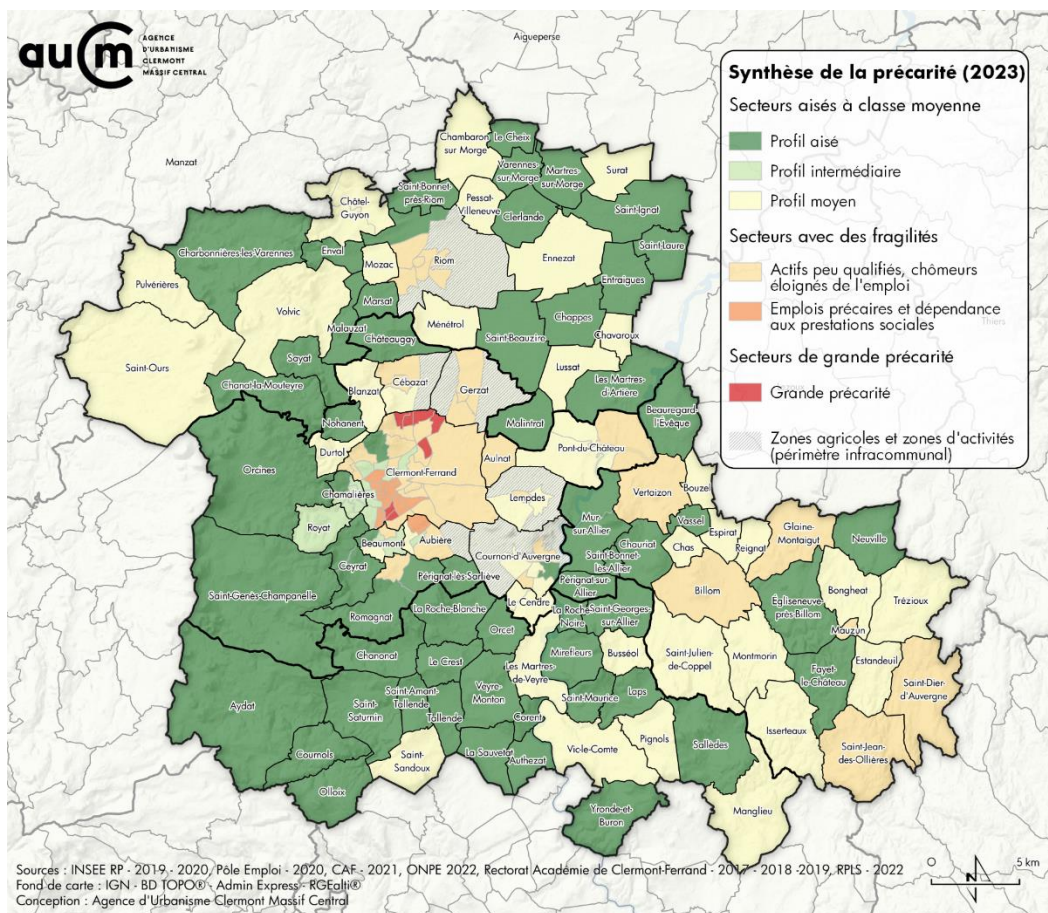 auCm
AGENCE
D'URBANISME
CLERMONT
MASSIF CENTRAL
Aigueperse
Manzat
Thiers
Synthèse de la précarité (2023)
Secteurs aisés à classe moyenne
Profil aisé
Profil intermédiaire
Profil moyen
Secteurs avec des fragilités
Actifs peu qualifiés, chômeurs
éloignés de l'emploi
Emplois précaires et dépendance
aux prestations sociales
Secteurs de grande précarité
Grande précarité
Zones agricoles et zones d'activités
(périmètre infracommunal)
Chambaron
sur Morge
Le Cheix
Varennes-
sur-Morge
Martres-
sur-Morge
Surat
Saint-Bonnet-
près-Riom
Pessat-
Villeneuve
Clerlande
Saint-Ignat
Châtel-
Guyon
Charbonnières-les-Varennes
Enval
Mozac
Riom
Ennezat
Saint-Laure
Entraigues
Pulvérières
Volvic
Marsat
Ménétrol
Chappes
Chavaroux
Malauzat
Châteaugay
Saint-Beauzire
Saint-Ours
Sayat
Blanzat
Cébazat
Gerzat
Lussat
Les Martres-
d'Artière
Chanat-la-Mouteyre
Nohanent
Malintrat
Beauregard-
l'Evêque
Orcines
Durtol
Clermont-Ferrand
Aulnat
Pont-du-Château
Chamalières
Lempdes
Vertaizon
Bouzel
Royat
Beaumont
Aubière
Cournon-d'Auvergne
Mur-
sur-Allier
Vassel
Espirat
Glaine-
Montaigut
Neuville
Chas
Reignat
Ceyrat
Chauriat
Saint-Bonnet-
lès-Allier
Pérignat-lès-Sarliève
Pérignat-sur-
Allier
Billom
Égliseneuve-
près-Billom
Bongheat
Trézioux
Saint-Genès-Champanelle
Romagnat
La Roche-Blanche
Le Cendre
La Roche-
Noire
Saint-Georges-
sur-Allier
Mauzun
Orcet
Chanonat
Le Crest
Les Martres-
de-Veyre
Mirefleurs
Busséol
Saint-Julien-
de-Coppel
Montmorin
Fayet-
le-Château
Estandeuil
Saint-Dier-
d'Auvergne
Aydat
Saint-
Saturnin
Saint-Amant-
Tallende
Tallende
Veyre-
Monton
Corent
Saint-Maurice
Laps
Isserteaux
Saint-Jean-
des-Ollières
Cournols
Saint-
Sandoux
La Sauvetat
Authezat
Vic-le-Comte
Pignols
Sallèdes
Olloix
Yronde-et-
Buron
Manglieu
Sources : INSEE RP - 2019 - 2020, Pôle Emploi - 2020, CAF - 2021, ONPE 2022, Rectorat Académie de Clermont-Ferrand - 2017 - 2018 -2019, RPLS - 2022
Fond de carte : IGN - BD TOPO® - Admin Express - RGEalti®
Conception : Agence d'Urbanisme Clermont Massif Central
0
N
5 km